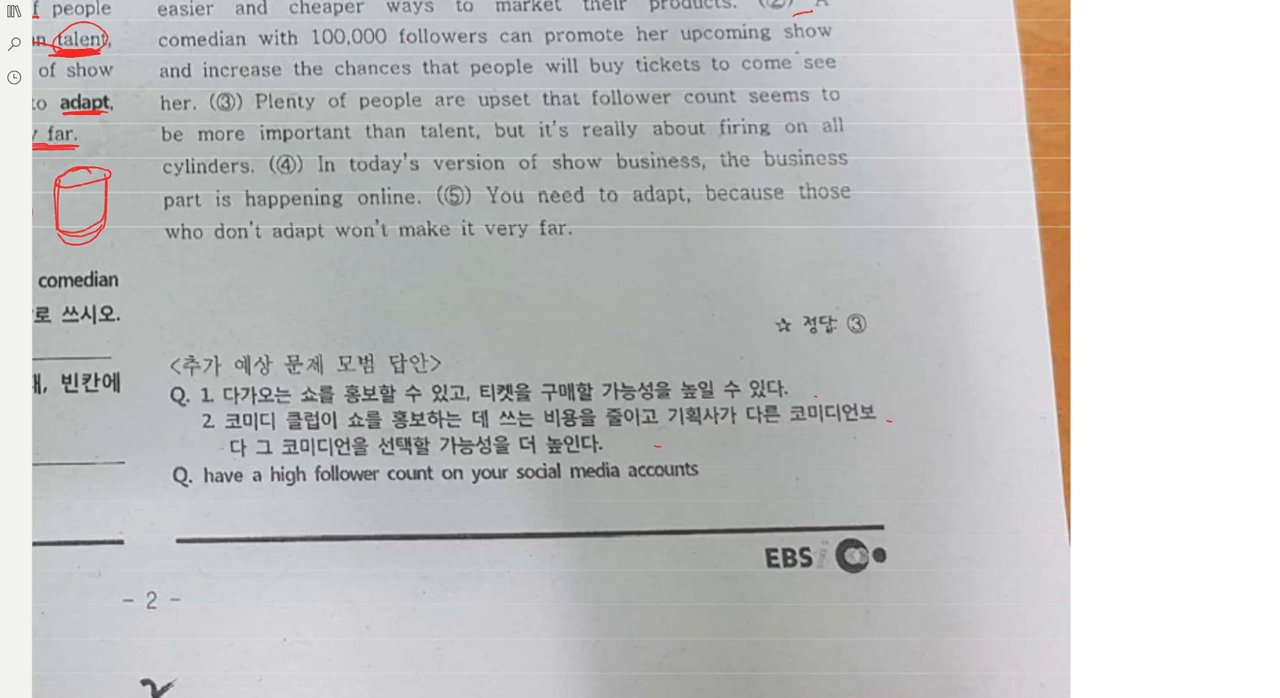 people
easier and cheaper ways to market their products. (②) A
talent,
comedian with 100,000 followers can promote her upcoming show
of show
and increase the chances that people will buy tickets to come see
to adapt,
her. (③) Plenty of people are upset that follower count seems to
far.
be more important than talent, but it's really about firing on all
cylinders. (④) In today's version of show business, the business
part is happening online. (⑤) You need to adapt, because those
who don't adapt won't make it very far.
comedian
로 쓰시오.
☆ 정답: ③
<추가 예상 문제 모범 답안>
빈칸에
Q. 1. 다가오는 쇼를 홍보할 수 있고, 티켓을 구매할 가능성을 높일 수 있다.
2. 코미디 클럽이 쇼를 홍보하는 데 쓰는 비용을 줄이고 기획사가 다른 코미디언보
다 그 코미디언을 선택할 가능성을 더 높인다.
Q. have a high follower count on your social media accounts
EBS
- 2 -